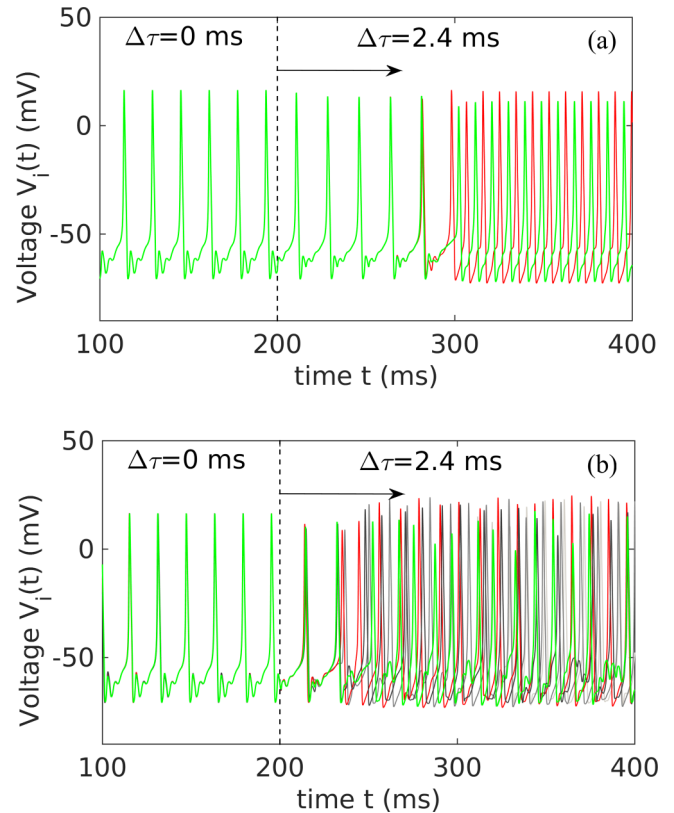 50
Δτ=0 ms Δτ=2.4 ms (a)
0
-50
Voltage V_i(t) (mV)
100 200 300 400
time t (ms)
50
Δτ=0 ms Δτ=2.4 ms (b)
0
-50
Voltage V_i(t) (mV)
100 200 300 400
time t (ms)